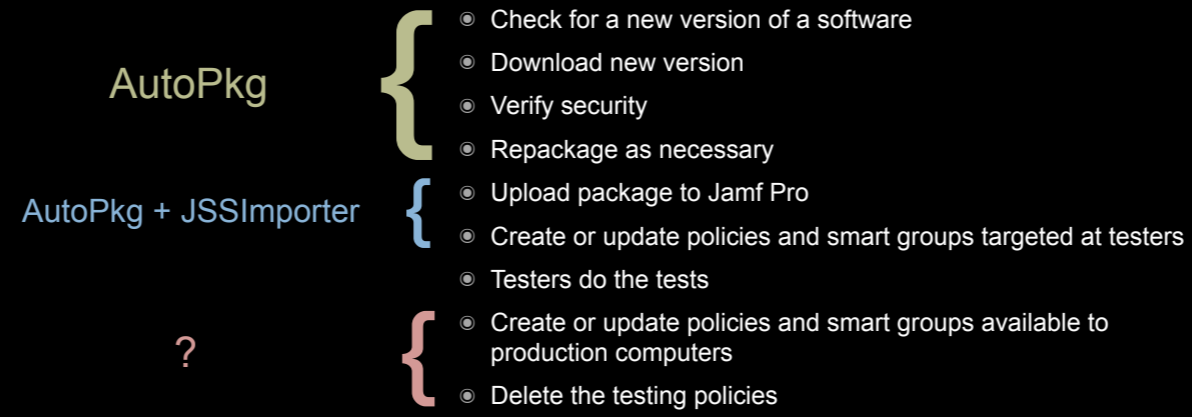 AutoPkg
{
◉ Check for a new version of a software
◉ Download new version
◉ Verify security
◉ Repackage as necessary
AutoPkg + JSSImporter
{
◉ Upload package to Jamf Pro
◉ Create or update policies and smart groups targeted at testers
◉ Testers do the tests
?
{
◉ Create or update policies and smart groups available to
production computers
◉ Delete the testing policies